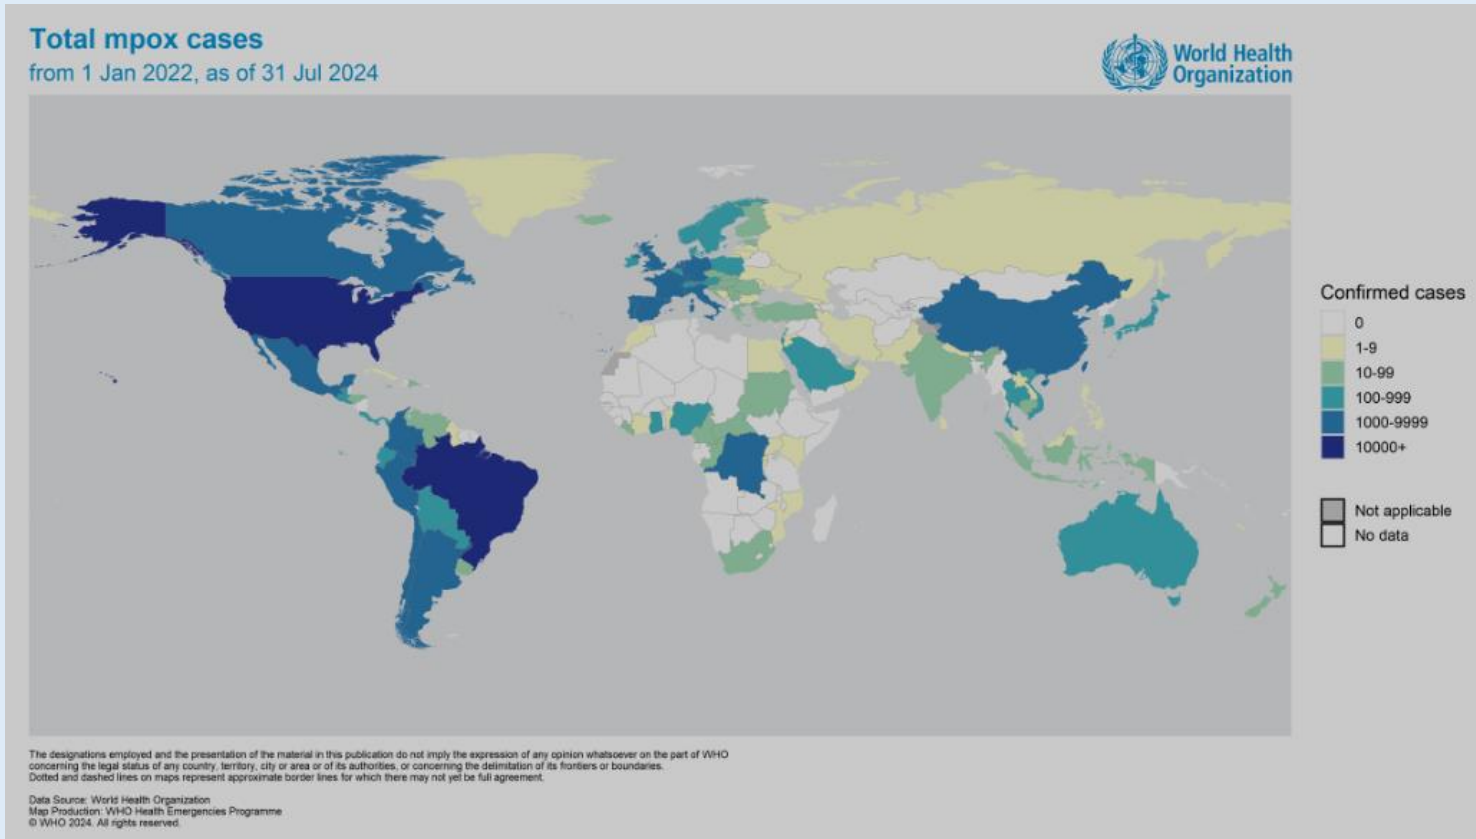 Total mpox cases
from 1 Jan 2022, as of 31 Jul 2024
World Health
Organization
Confirmed cases
0
1-9
10-99
100-999
1000-9999
10000+
Not applicable
No data
The designations employed and the presentation of the material in this publication do not imply the expression of any opinion whatsoever on the part of WHO
concerning the legal status of any country, territory, city or area or of its authorities, or concerning the delimitation of its frontiers or boundaries.
Dotted and dashed lines on maps represent approximate border lines for which there may not yet be full agreement.
Data Source: World Health Organization
Map Production: WHO Health Emergencies Programme
© WHO 2024. All rights reserved.